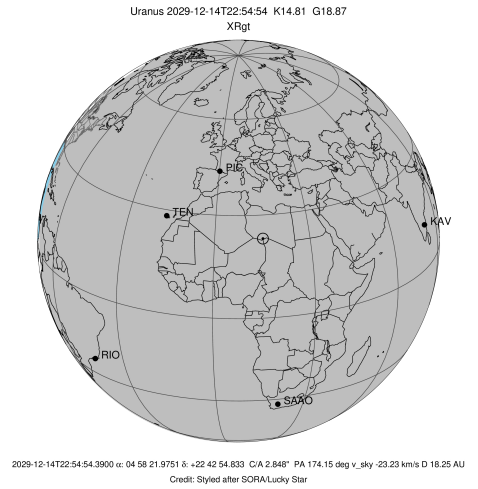 Uranus 2029-12-14T22:54:54 K14.81 G18.87
XRgt
PIC
TEN
KAV
RIO
SAAO
2029-12-14T22:54:54.3900 α: 04 58 21.9751 δ: +22 42 54.833 C/A 2.848" PA 174.15 deg v_sky -23.23 km/s D 18.25 AU
Credit: Styled after SORA/Lucky Star